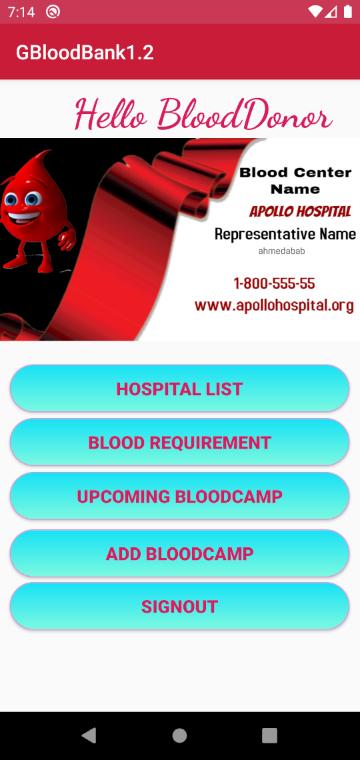 7:14
GBloodBank1.2
Hello BloodDonor
Blood Center
Name
APOLLO HOSPITAL
Representative Name
ahmedabab
1-800-555-55
www.apollohospital.org
HOSPITAL LIST
BLOOD REQUIREMENT
UPCOMING BLOODCAMP
ADD BLOODCAMP
SIGNOUT